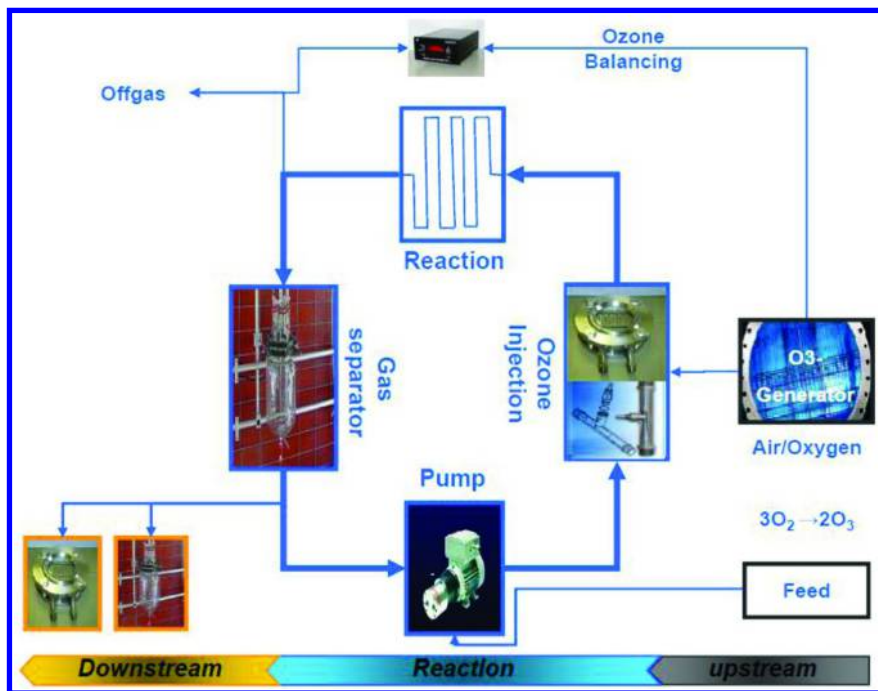 Ozone
Balancing
Offgas
Reaction
Gas
separator
Ozone
Injection
O3-
Generator
Air/Oxygen
Pump
3O₂→2O₃
Feed
Downstream
Reaction
upstream